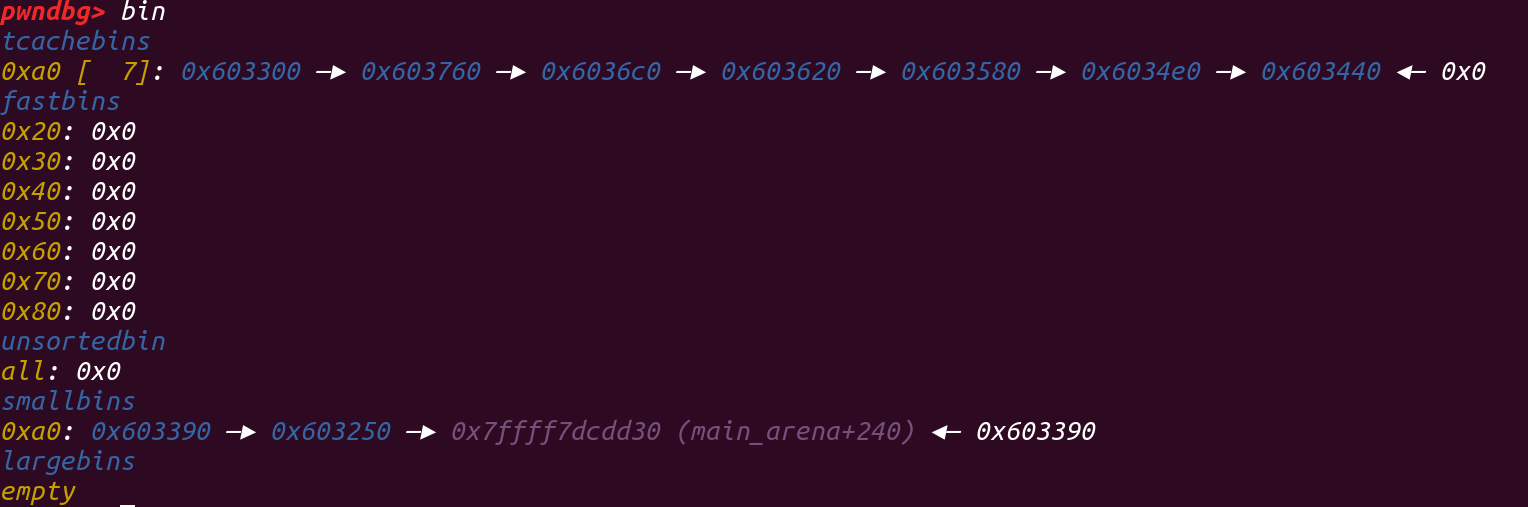 pwndbg> bin
tcachebins
0xa0 [  7]: 0x603300 —▸ 0x603760 —▸ 0x6036c0 —▸ 0x603620 —▸ 0x603580 —▸ 0x6034e0 —▸ 0x603440 ◂— 0x0
fastbins
0x20: 0x0
0x30: 0x0
0x40: 0x0
0x50: 0x0
0x60: 0x0
0x70: 0x0
0x80: 0x0
unsortedbin
all: 0x0
smallbins
0xa0: 0x603390 —▸ 0x603250 —▸ 0x7ffff7dcdd30 (main_arena+240) ◂— 0x603390
largebins
empty